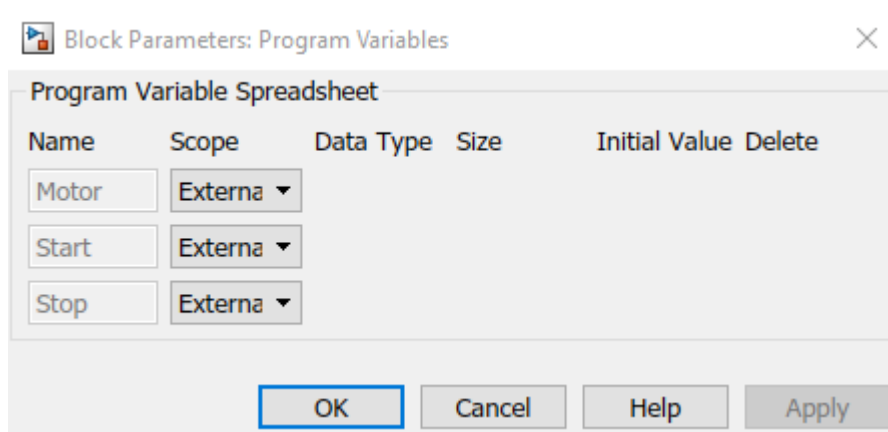 Block Parameters: Program Variables
Program Variable Spreadsheet
Name Scope Data Type Size Initial Value Delete
Motor Externa
Start Externa
Stop Externa
OK Cancel Help Apply